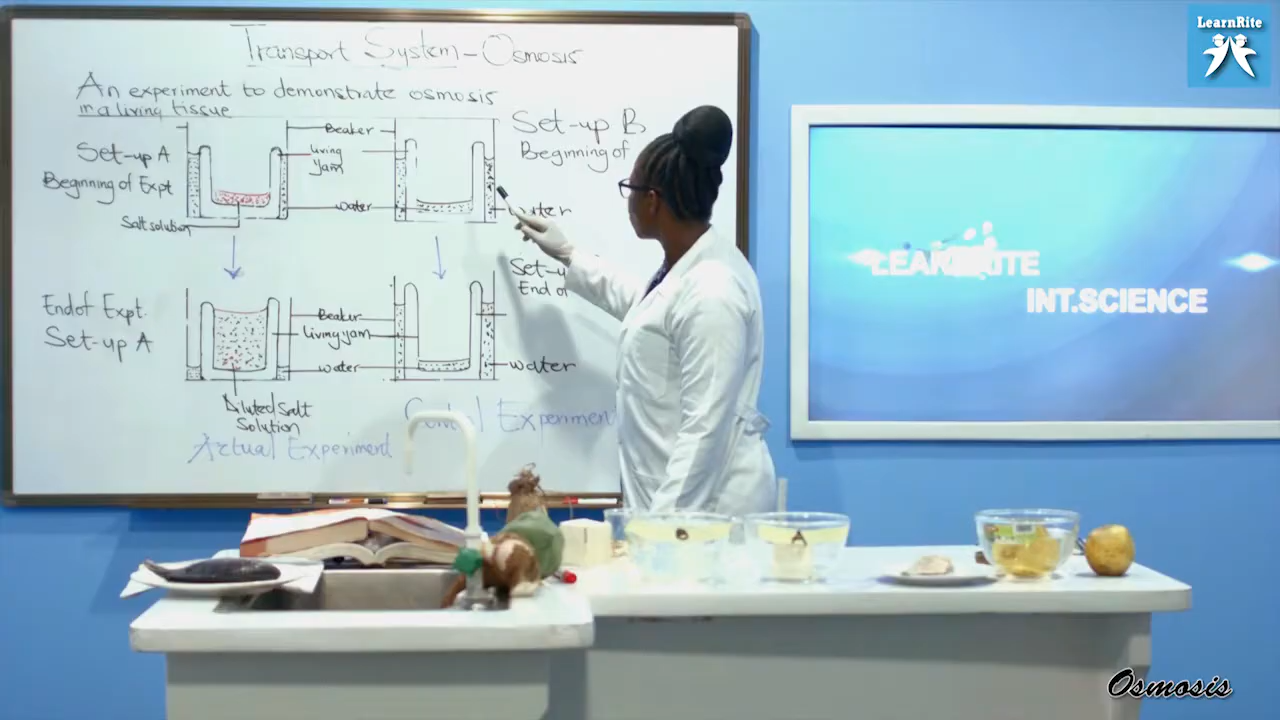 LearnRite
Transport System - Osmosis
An experiment to demonstrate osmosis
in a living tissue
Set-up A
Beginning of Expt
Beaker
Living
Yam
water
Salt solution
Set-up B
Beginning of
water
Set-u
End of
End of Expt.
Set-up A
Beaker
Living yam
water
water
Diluted Salt
Solution
Actual Experiment
Control Experiment
LEARNRITE
INT.SCIENCE
A
Osmosis